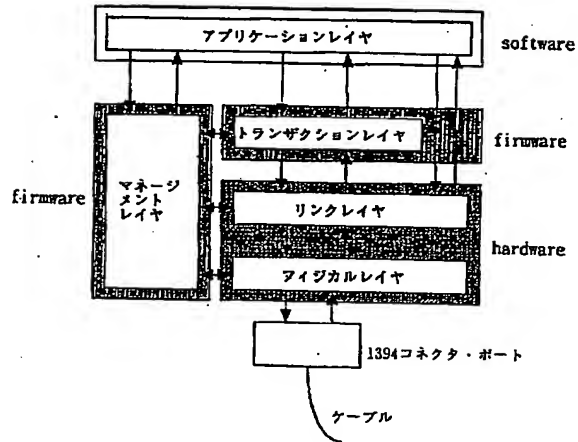 アプリケーションレイヤ
software
トランザクションレイヤ
firmware
firmware
マネージ
メント
レイヤ
リンクレイヤ
hardware
フィジカルレイヤ
1394コネクタ・ポート
ケーブル